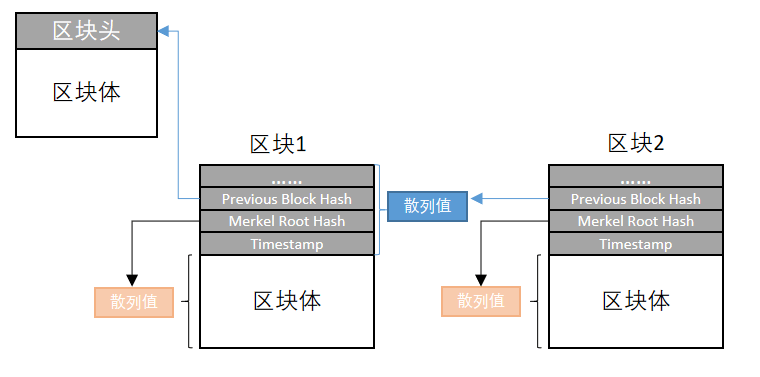 区块头
区块体
区块1
……
Previous Block Hash
Merkel Root Hash
Timestamp
区块体
散列值
散列值
区块2
……
Previous Block Hash
Merkel Root Hash
Timestamp
区块体
散列值